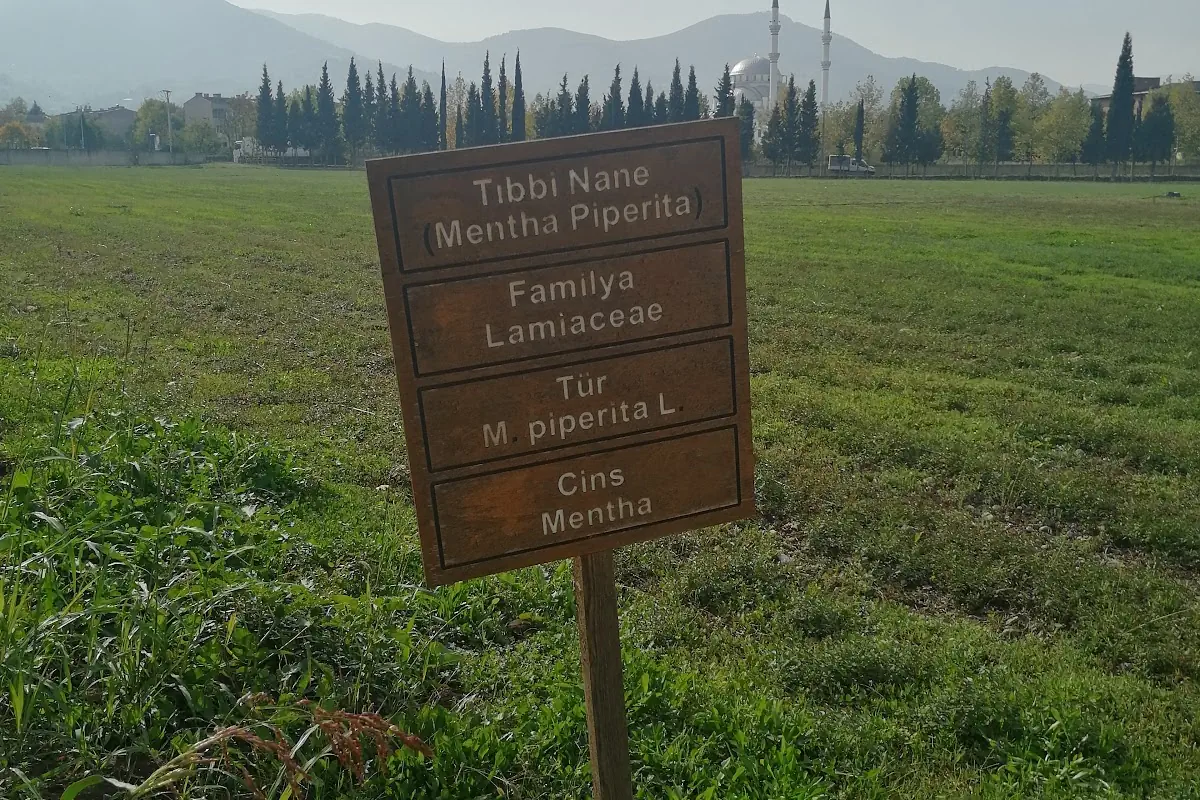 Tıbbi Nane
(Mentha Piperita)
Familya
Lamiaceae
Tür
M. piperita L.
Cins
Mentha